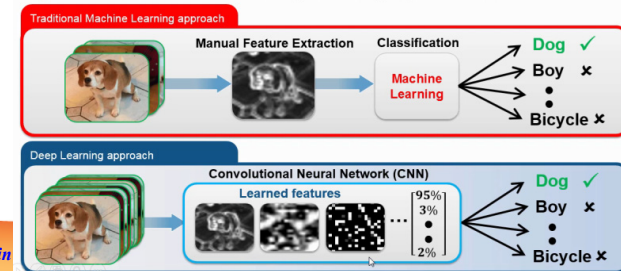 Traditional Machine Learning approach
Manual Feature Extraction
Classification
Machine
Learning
Dog ✓
Boy ✗
Bicycle ✗
Deep Learning approach
Convolutional Neural Network (CNN)
Learned features
...
95%
3%
2%
Dog ✓
Boy ✗
Bicycle ✗
in